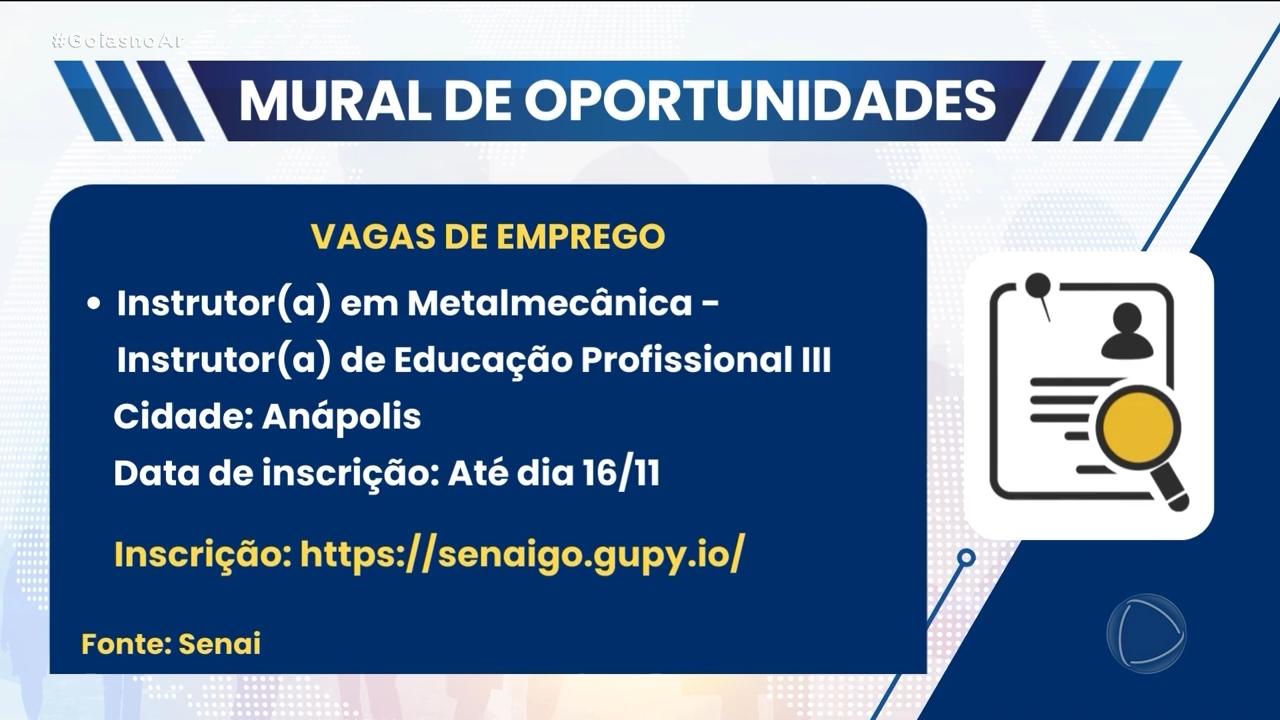 #GoiasnoAr
MURAL DE OPORTUNIDADES
VAGAS DE EMPREGO
• Instrutor(a) em Metalmecânica -
Instrutor(a) de Educação Profissional III
Cidade: Anápolis
Data de inscrição: Até dia 16/11
Inscrição: https://senaigo.gupy.io/
Fonte: Senai